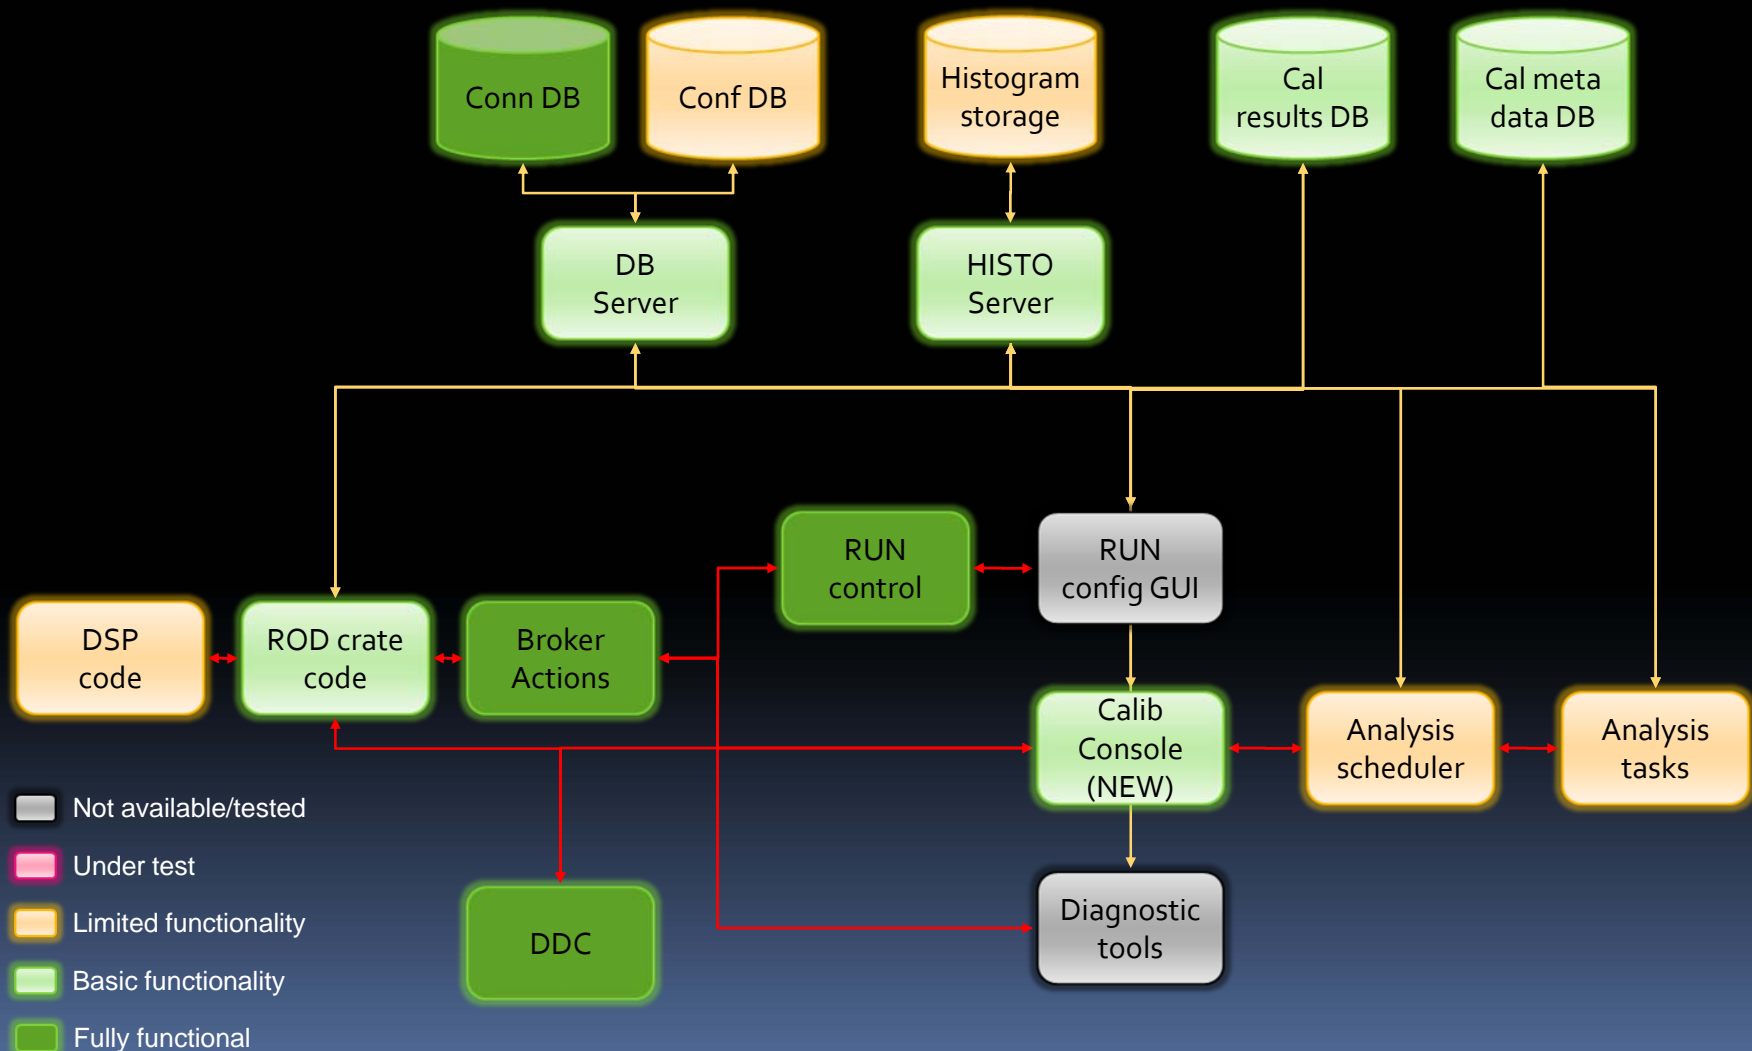 Conn DB
Conf DB
Histogram
storage
Cal
results DB
Cal meta
data DB
DB
Server
HISTO
Server
RUN
control
RUN
config GUI
DSP
code
ROD crate
code
Broker
Actions
Calib
Console
(NEW)
Analysis
scheduler
Analysis
tasks
DDC
Diagnostic
tools
Not available/tested
Under test
Limited functionality
Basic functionality
Fully functional